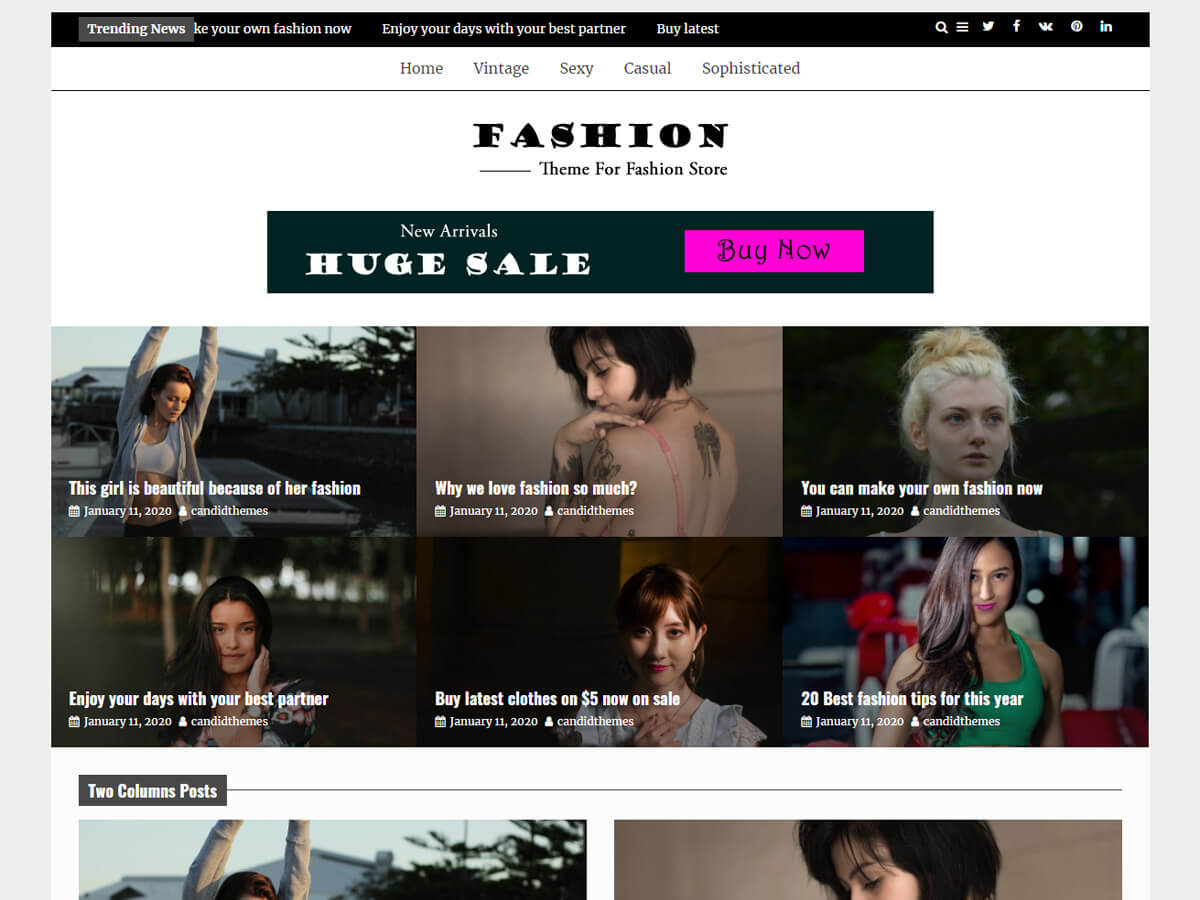 Trending News ke your own fashion now Enjoy your days with your best partner Buy latest
Home Vintage Sexy Casual Sophisticated
FASHION
Theme For Fashion Store
New Arrivals
HUGE SALE
Buy Now
This girl is beautiful because of her fashion
January 11, 2020 candidthemes
Why we love fashion so much?
January 11, 2020 candidthemes
You can make your own fashion now
January 11, 2020 candidthemes
Enjoy your days with your best partner
January 11, 2020 candidthemes
Buy latest clothes on $5 now on sale
January 11, 2020 candidthemes
20 Best fashion tips for this year
January 11, 2020 candidthemes
Two Columns Posts